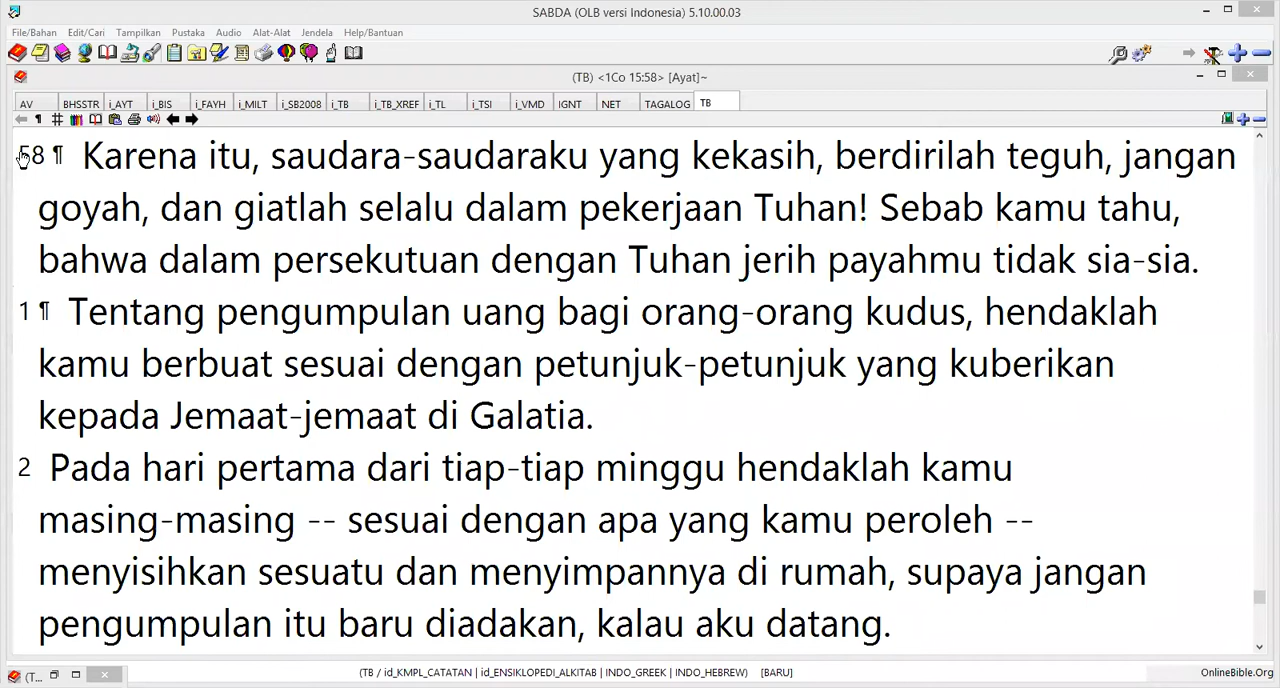 SABDA (OLB versi Indonesia) 5.10.00.03
File/Bahan Edit/Cari Tampilkan Pustaka Audio Alat-Alat Jendela Help/Bantuan
(TB) <1Co 15:58> [Ayat]~
AV BHSSTR i_AYT i_BIS i_FAYH i_MILT i_SB2008 i_TB i_TB_XREF i_TL i_TSI i_VMD IGNT NET TAGALOG TB
58 ¶ Karena itu, saudara-saudaraku yang kekasih, berdirilah teguh, jangan
goyah, dan giatlah selalu dalam pekerjaan Tuhan! Sebab kamu tahu,
bahwa dalam persekutuan dengan Tuhan jerih payahmu tidak sia-sia.
1 ¶ Tentang pengumpulan uang bagi orang-orang kudus, hendaklah
kamu berbuat sesuai dengan petunjuk-petunjuk yang kuberikan
kepada Jemaat-jemaat di Galatia.
2 Pada hari pertama dari tiap-tiap minggu hendaklah kamu
masing-masing -- sesuai dengan apa yang kamu peroleh --
menyisihkan sesuatu dan menyimpannya di rumah, supaya jangan
pengumpulan itu baru diadakan, kalau aku datang.
(T... (TB / id_KMPL_CATATAN | id_ENSIKLOPEDI_ALKITAB | INDO_GREEK | INDO_HEBREW) [BARU] OnlineBible.Org